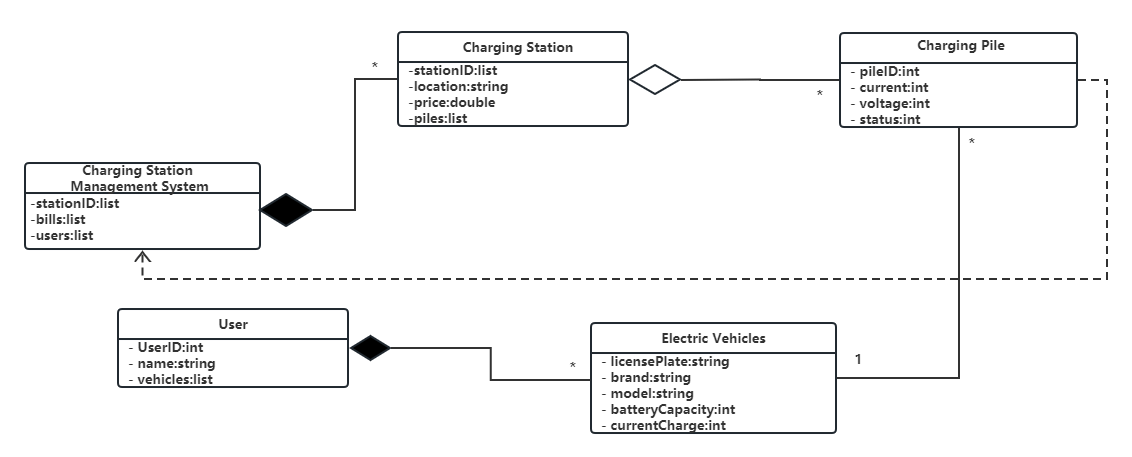 Charging Station
-stationID:list
-location:string
-price:double
-piles:list
*
Charging Pile
- pileID:int
- current:int
- voltage:int
- status:int
*
*
Charging Station
Management System
-stationID:list
-bills:list
-users:list
User
- UserID:int
- name:string
- vehicles:list
*
Electric Vehicles
- licensePlate:string
- brand:string
- model:string
- batteryCapacity:int
- currentCharge:int
1